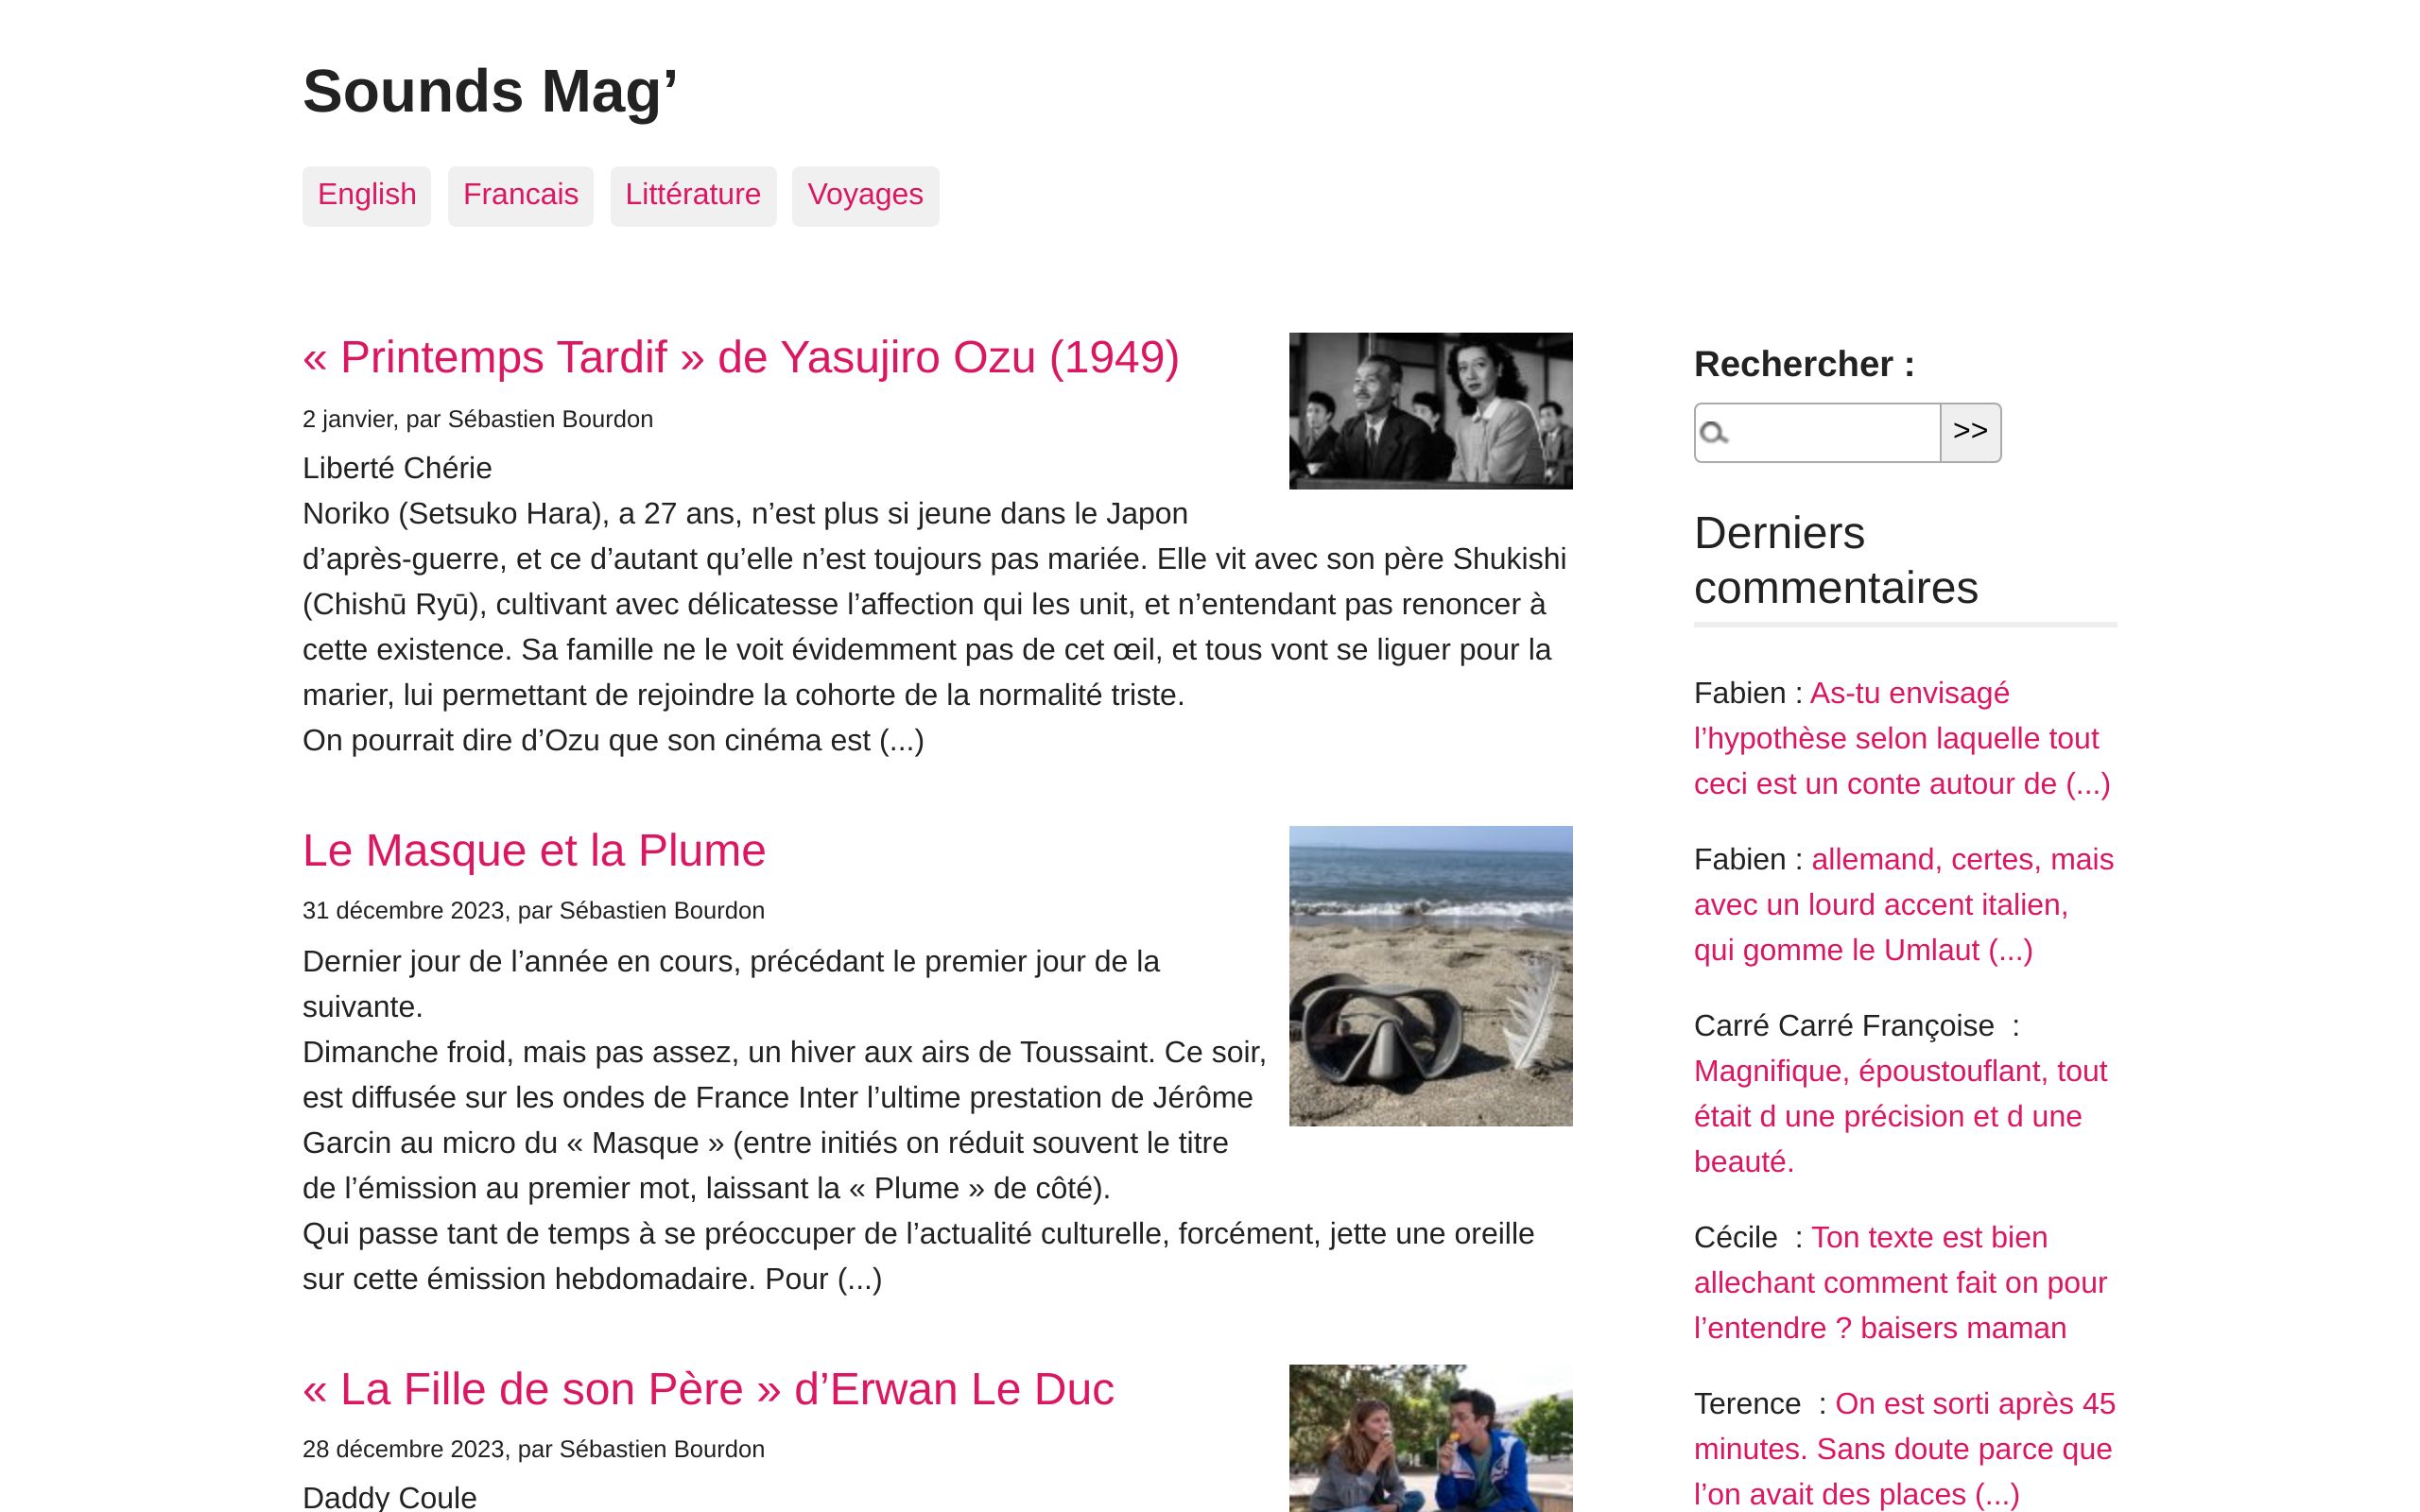 Sounds Mag’
English Francais Littérature Voyages
« Printemps Tardif » de Yasujiro Ozu (1949)
2 janvier, par Sébastien Bourdon
Liberté Chérie
Noriko (Setsuko Hara), a 27 ans, n’est plus si jeune dans le Japon
d’après-guerre, et ce d’autant qu’elle n’est toujours pas mariée. Elle vit avec son père Shukishi
(Chishū Ryū), cultivant avec délicatesse l’affection qui les unit, et n’entendant pas renoncer à
cette existence. Sa famille ne le voit évidemment pas de cet œil, et tous vont se liguer pour la
marier, lui permettant de rejoindre la cohorte de la normalité triste.
On pourrait dire d’Ozu que son cinéma est (...)
Le Masque et la Plume
31 décembre 2023, par Sébastien Bourdon
Dernier jour de l’année en cours, précédant le premier jour de la
suivante.
Dimanche froid, mais pas assez, un hiver aux airs de Toussaint. Ce soir,
est diffusée sur les ondes de France Inter l’ultime prestation de Jérôme
Garcin au micro du « Masque » (entre initiés on réduit souvent le titre
de l’émission au premier mot, laissant la « Plume » de côté).
Qui passe tant de temps à se préoccuper de l’actualité culturelle, forcément, jette une oreille
sur cette émission hebdomadaire. Pour (...)
« La Fille de son Père » d’Erwan Le Duc
28 décembre 2023, par Sébastien Bourdon
Daddy Coule
Rechercher :
>>
Derniers
commentaires
Fabien : As-tu envisagé
l’hypothèse selon laquelle tout
ceci est un conte autour de (...)
Fabien : allemand, certes, mais
avec un lourd accent italien,
qui gomme le Umlaut (...)
Carré Carré Françoise :
Magnifique, époustouflant, tout
était d une précision et d une
beauté.
Cécile : Ton texte est bien
allechant comment fait on pour
l’entendre ? baisers maman
Terence : On est sorti après 45
minutes. Sans doute parce que
l’on avait des places (...)